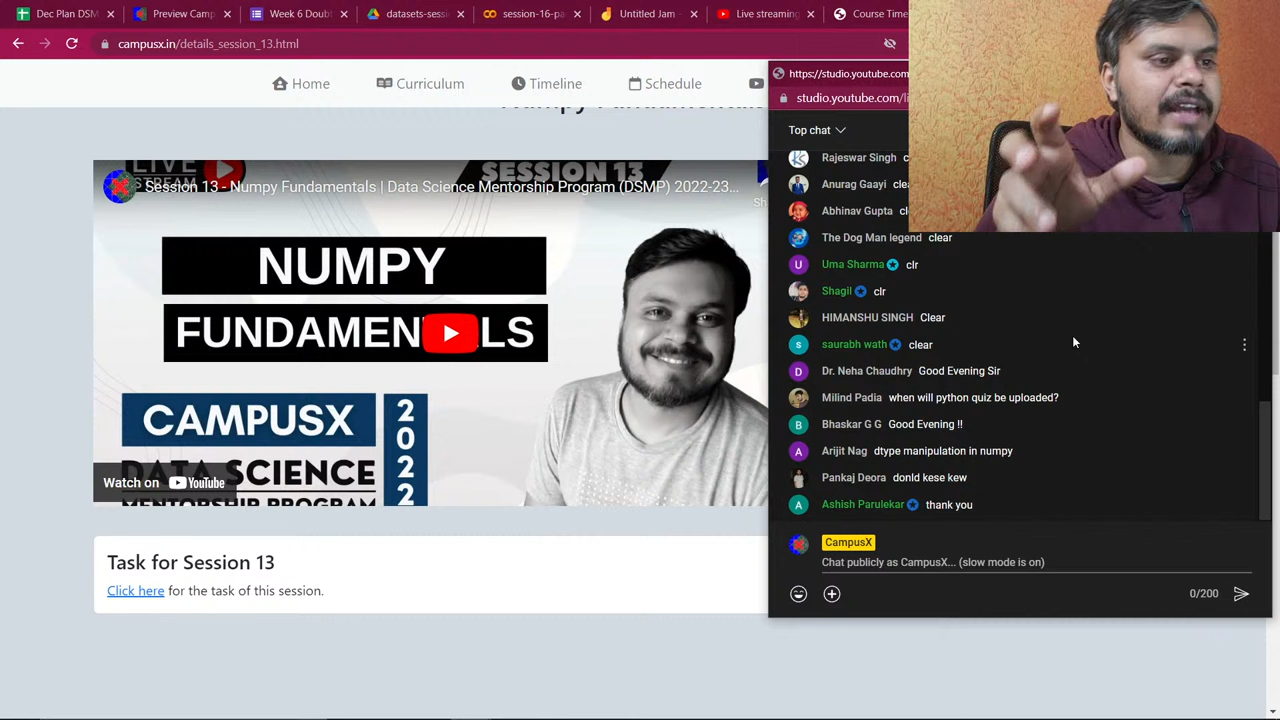 Dec Plan DSM
Preview Camp
Week 6 Doubt
datasets-sessi
session-16-pa
Untitled Jam
Live streaming
Course Time
campusx.in/details_session_13.html
Home
Curriculum
Timeline
Schedule
Numpy Fundamentals
LIVE
STREAM
SESSION 13
Session 13 - Numpy Fundamentals | Data Science Mentorship Program (DSMP) 2022-23...
NUMPY
FUNDAMENTALS
CAMPUSX
DATA SCIENCE
MENTORSHIP PROGRAM
2
0
2
2
Watch on YouTube
Task for Session 13
Click here for the task of this session.
https://studio.youtube.com
studio.youtube.com/li
Top chat
Rajeswar Singh
Anurag Gaayi clea
Abhinav Gupta
The Dog Man legend clear
U Uma Sharma clr
Shagil clr
HIMANSHU SINGH Clear
s saurabh wath clear
D Dr. Neha Chaudhry Good Evening Sir
Milind Padia when will python quiz be uploaded?
B Bhaskar G G Good Evening !!
A Arijit Nag dtype manipulation in numpy
Pankaj Deora donld kese kew
A Ashish Parulekar thank you
CampusX
Chat publicly as CampusX... (slow mode is on)
0/200